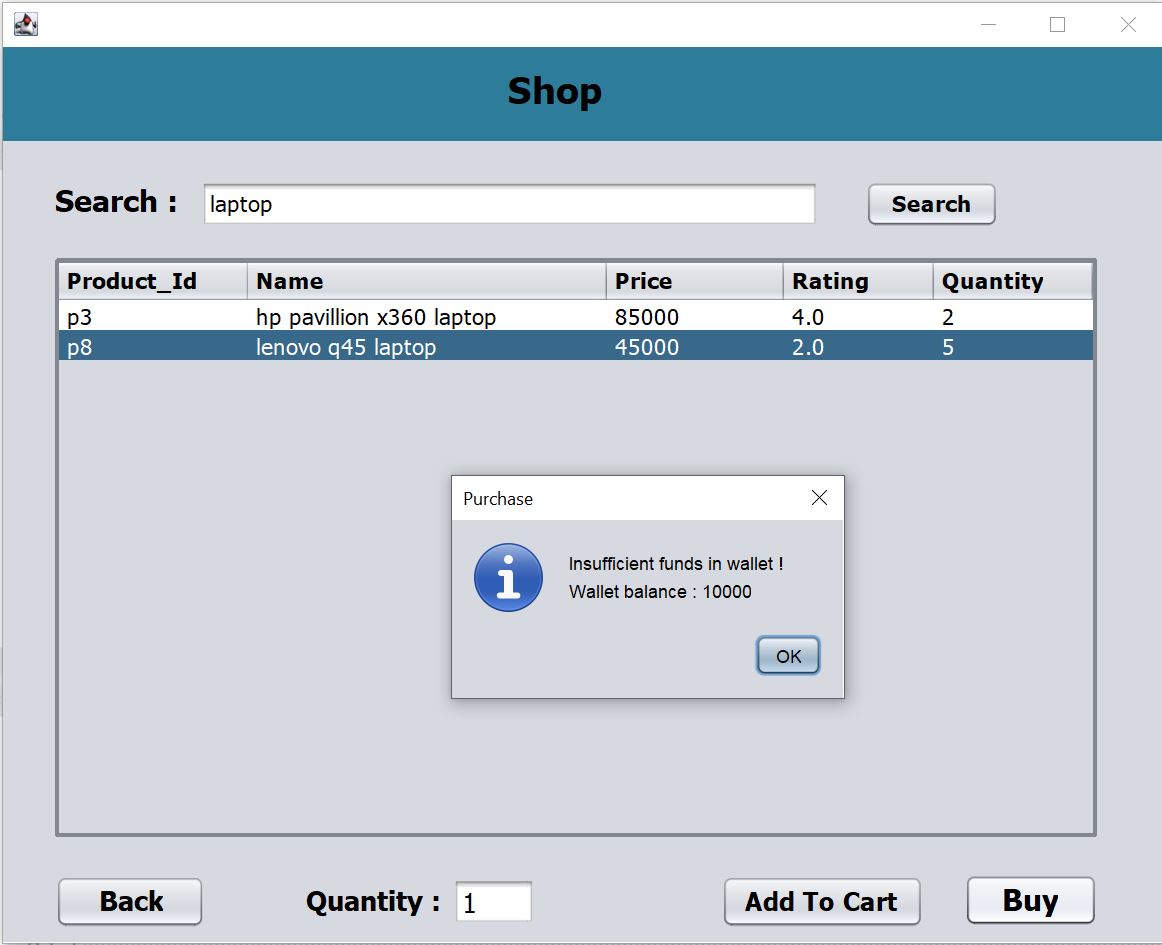 Shop
Search : laptop Search
Product_Id Name Price Rating Quantity
p3 hp pavillion x360 laptop 85000 4.0 2
p8 lenovo q45 laptop 45000 2.0 5
Purchase
Insufficient funds in wallet !
Wallet balance : 10000
OK
Back Quantity : 1 Add To Cart Buy